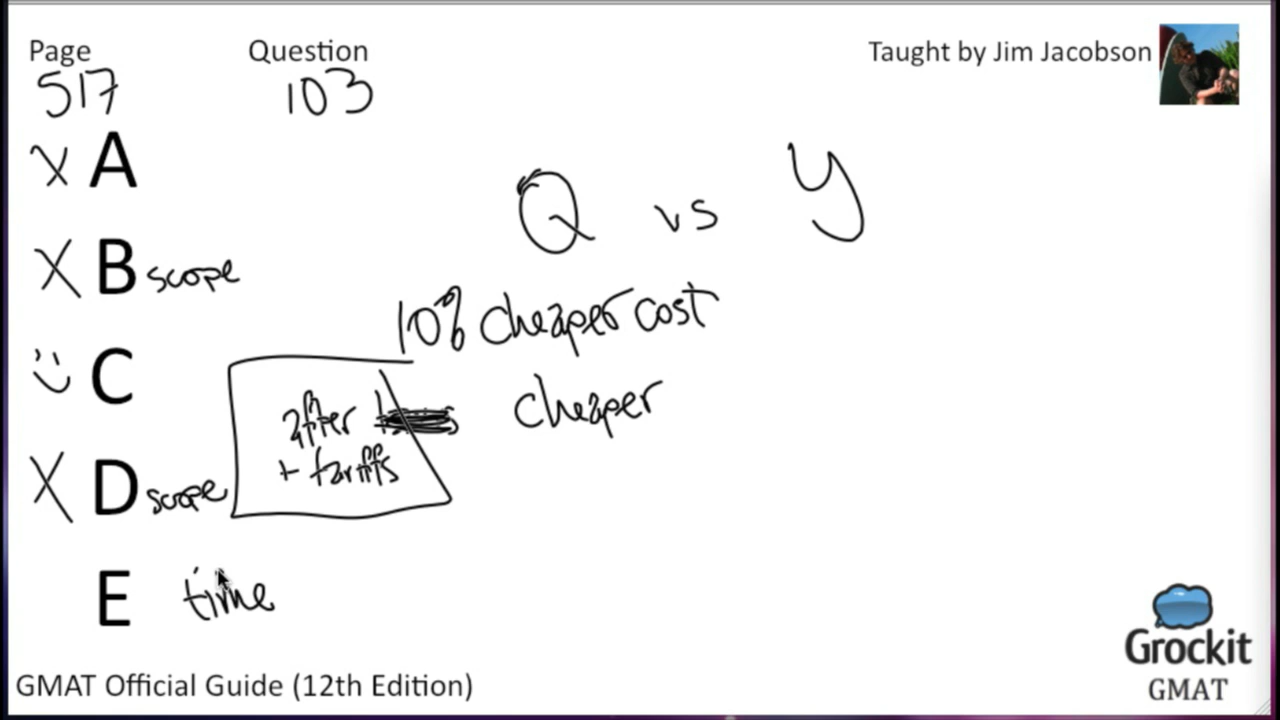 Page Question Taught by Jim Jacobson
517 103
X A
X B scope
C
X D scope
E time
Q vs Y
10% cheaper cost
cheaper
after
+ tariffs
Grockit
GMAT
GMAT Official Guide (12th Edition)